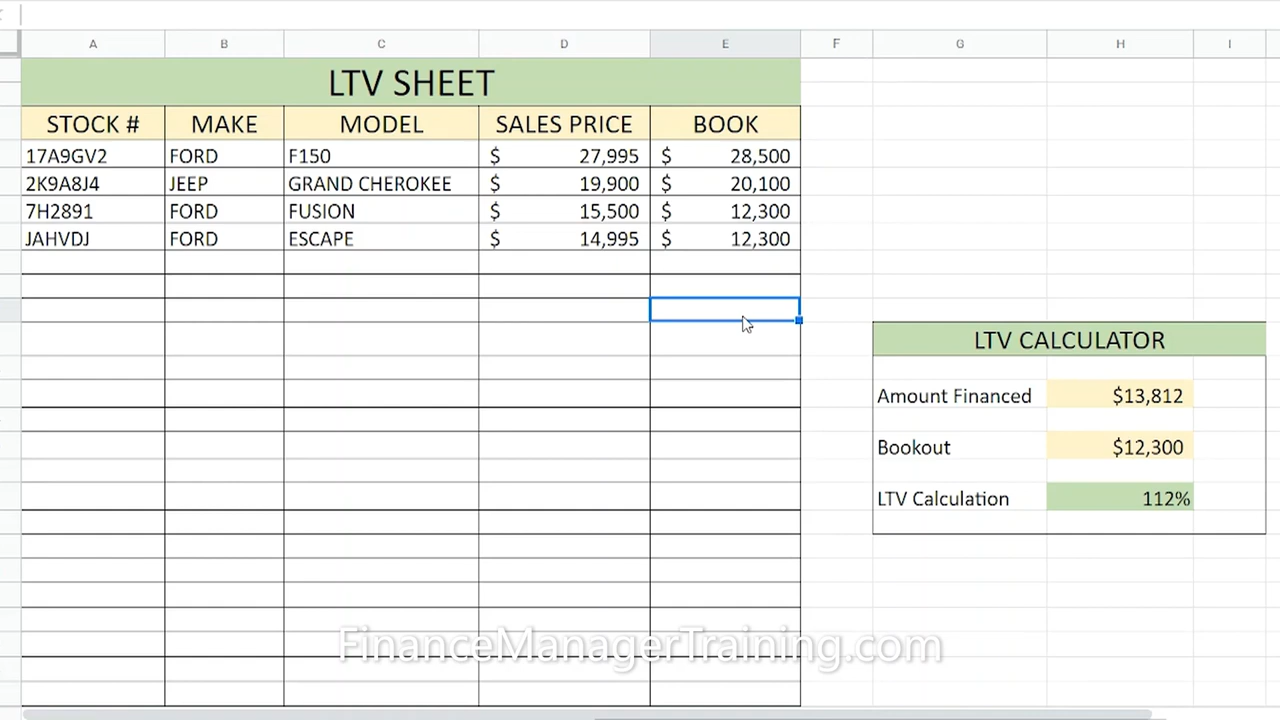 A B C D E F G H I
LTV SHEET
STOCK # MAKE MODEL SALES PRICE BOOK
17A9GV2 FORD F150 $ 27,995 $ 28,500
2K9A8J4 JEEP GRAND CHEROKEE $ 19,900 $ 20,100
7H2891 FORD FUSION $ 15,500 $ 12,300
JAHVDJ FORD ESCAPE $ 14,995 $ 12,300
LTV CALCULATOR
Amount Financed $13,812
Bookout $12,300
LTV Calculation 112%
FinanceManagerTraining.com